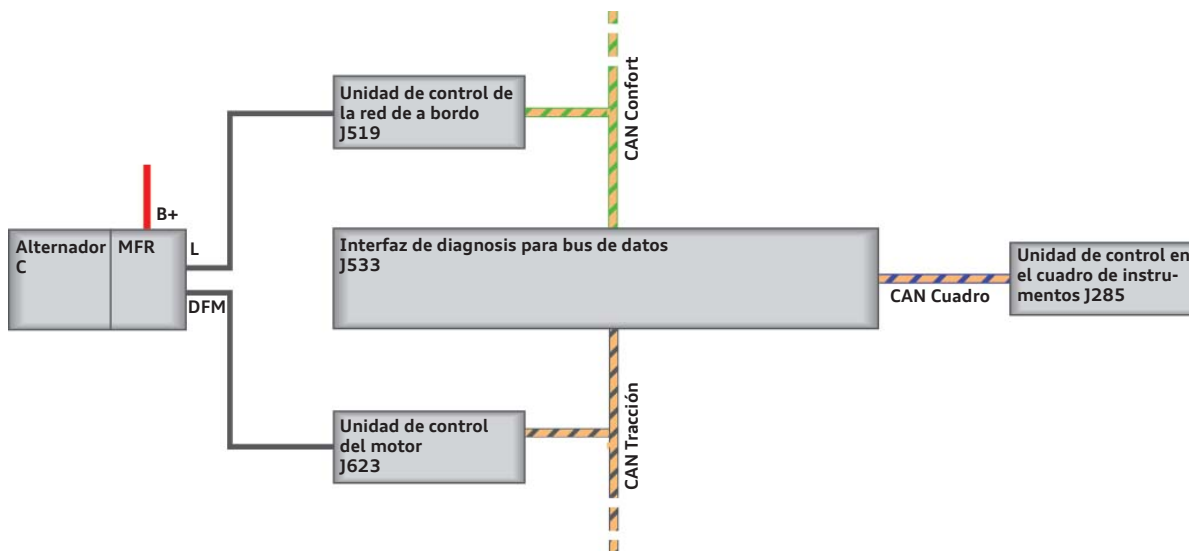 Unidad de control de
la red de a bordo
J519
CAN Confort
B+
Alternador
C
MFR
L
DFM
Interfaz de diagnosis para bus de datos
J533
CAN Cuadro
Unidad de control en
el cuadro de instru-
mentos J285
Unidad de control
del motor
J623
CAN Tracción